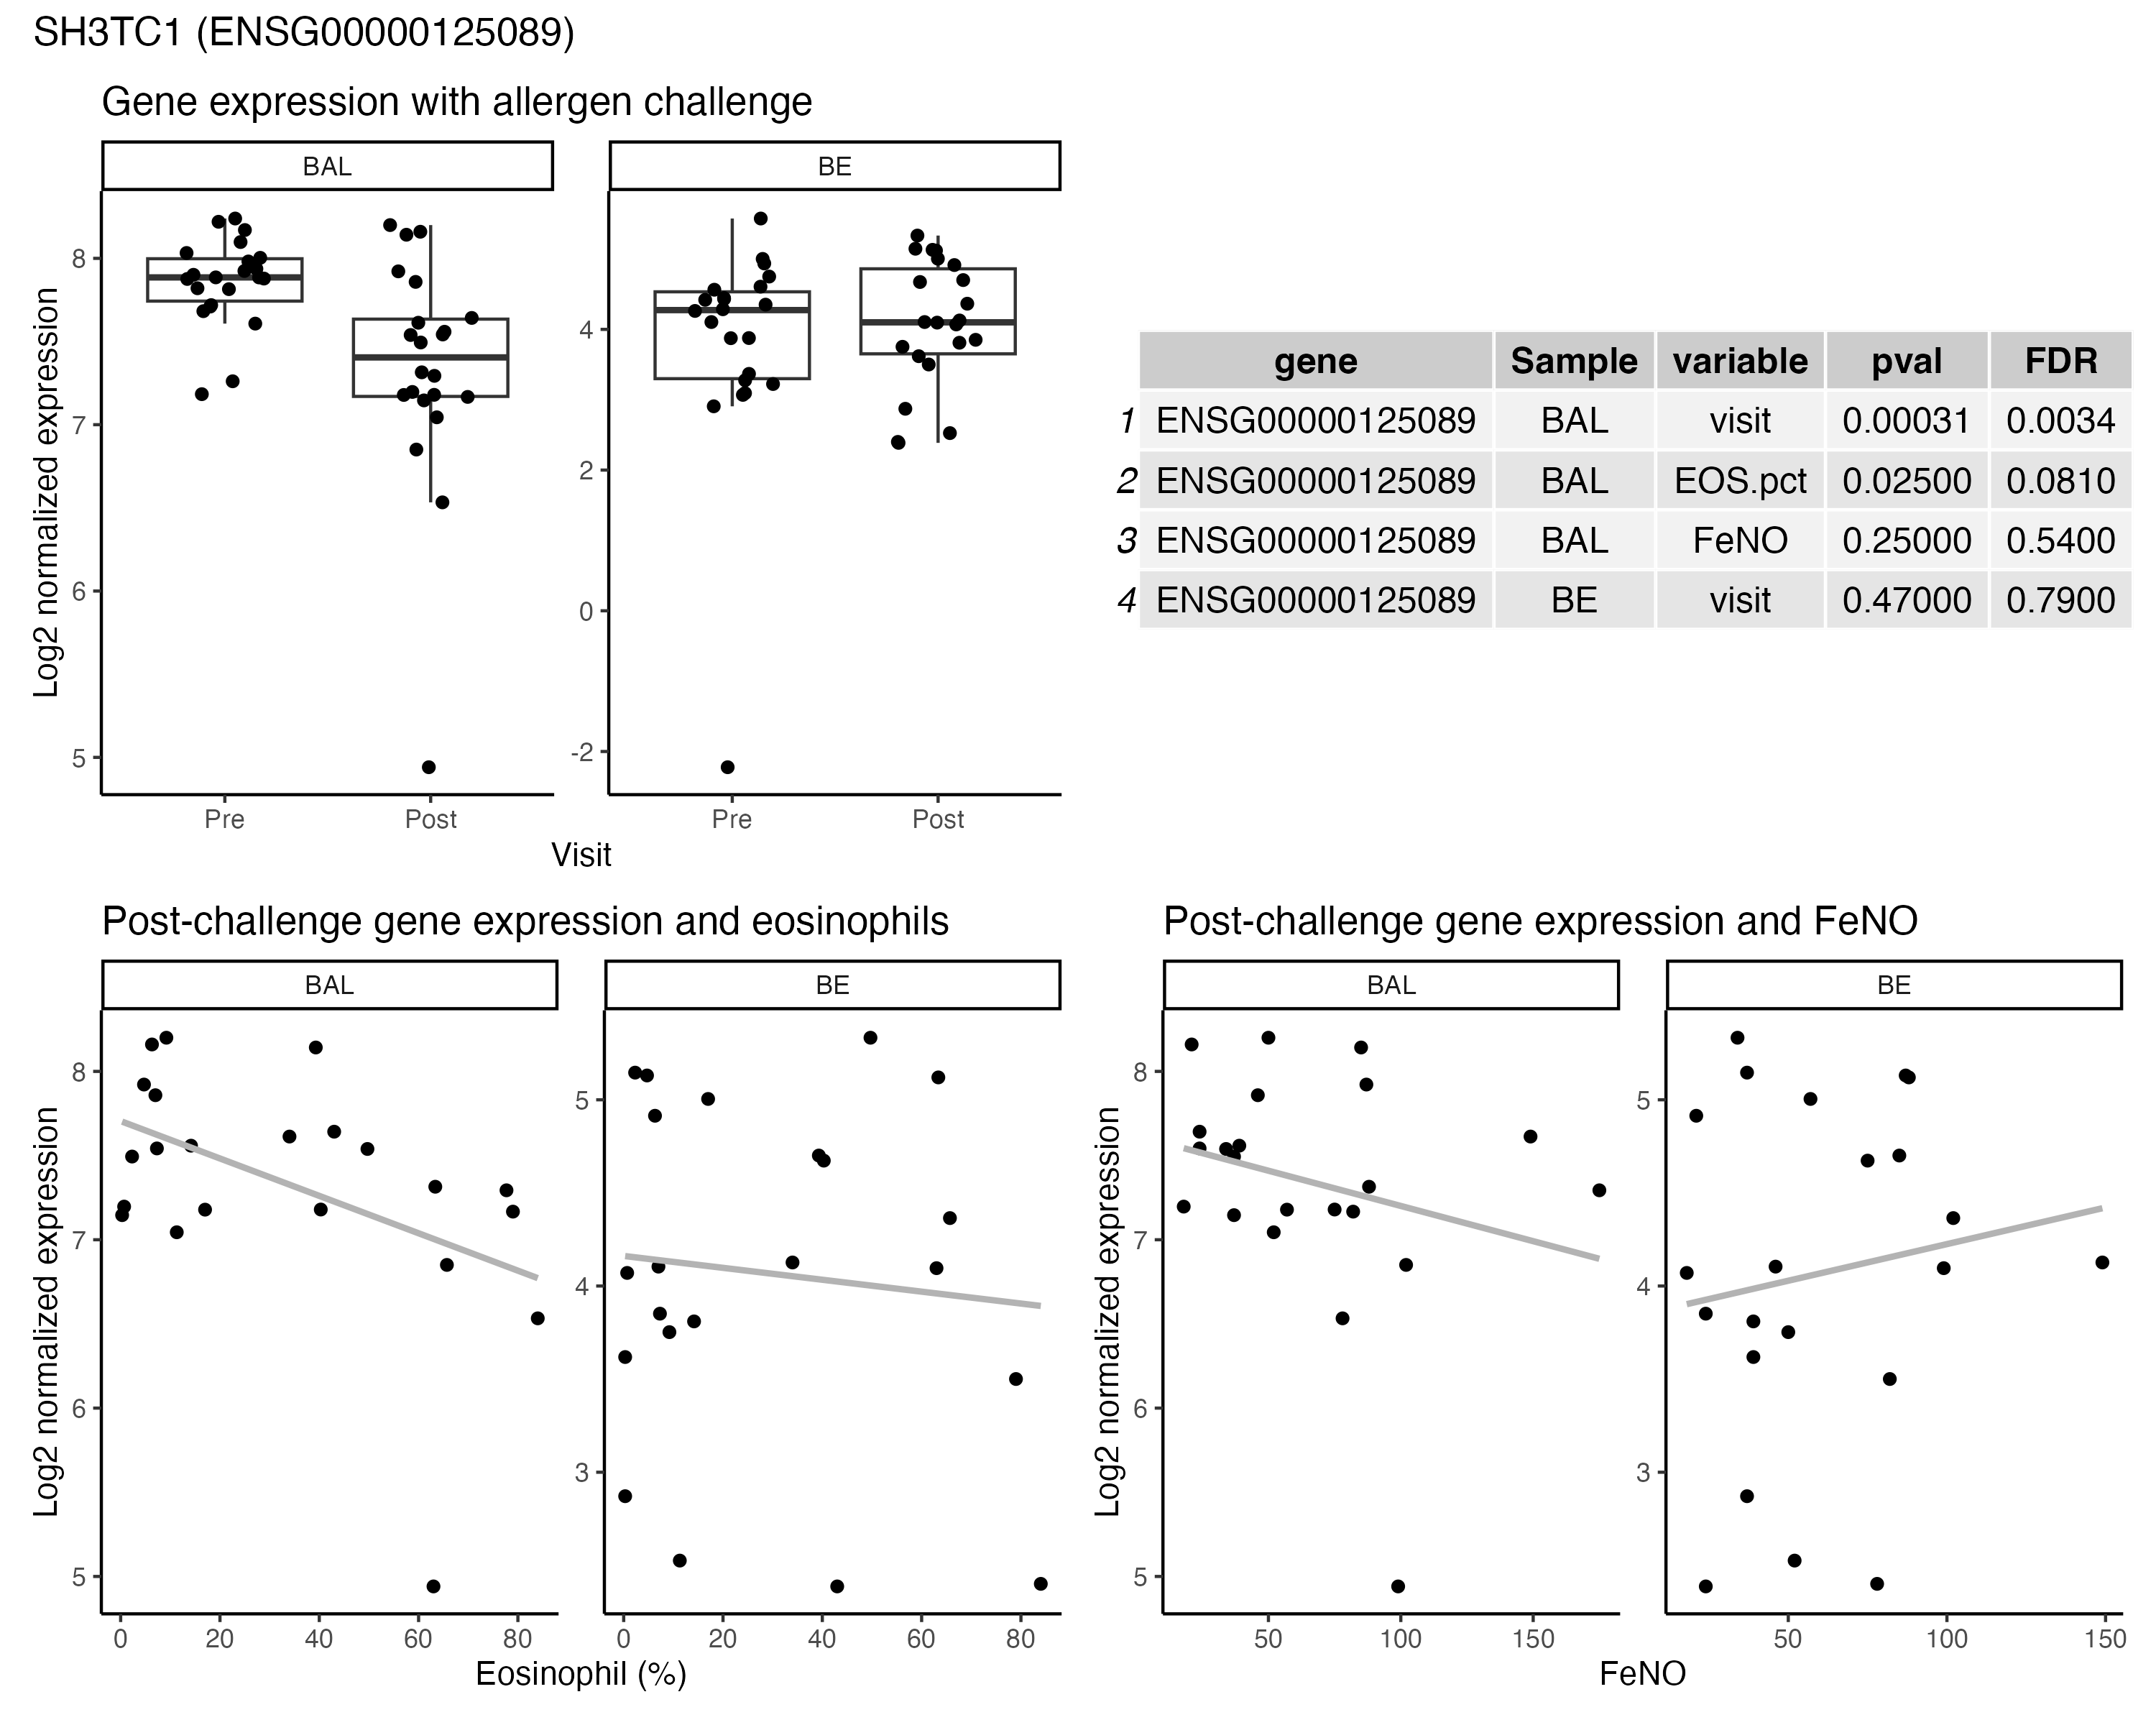 SH3TC1 (ENSG00000125089)
Gene expression with allergen challenge
BAL BE
Log2 normalized expression
8
7
6
5
4
2
0
-2
Pre Post Pre Post
Visit
gene Sample variable pval FDR
1 ENSG00000125089 BAL visit 0.00031 0.0034
2 ENSG00000125089 BAL EOS.pct 0.02500 0.0810
3 ENSG00000125089 BAL FeNO 0.25000 0.5400
4 ENSG00000125089 BE visit 0.47000 0.7900
Post-challenge gene expression and eosinophils
BAL BE
Log2 normalized expression
8
7
6
5
5
4
3
0 20 40 60 80 0 20 40 60 80
Eosinophil (%)
Post-challenge gene expression and FeNO
BAL BE
Log2 normalized expression
8
7
6
5
5
4
3
50 100 150 50 100 150
FeNO